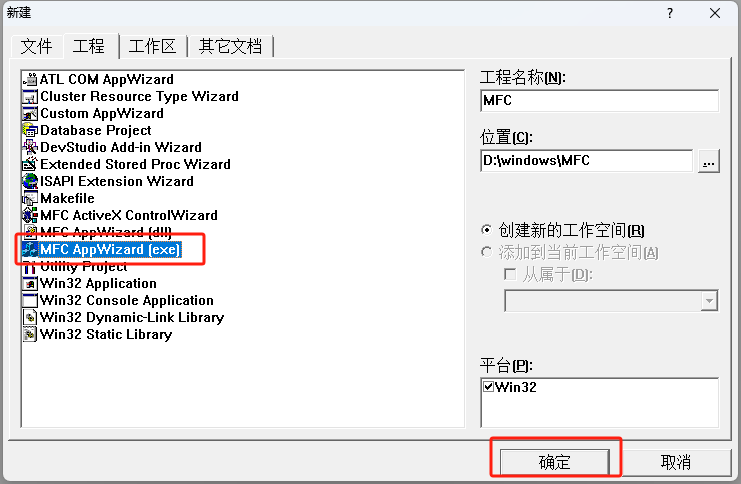 新建
文件 工程 工作区 其它文档
ATL COM AppWizard
Cluster Resource Type Wizard
Custom AppWizard
Database Project
DevStudio Add-in Wizard
Extended Stored Proc Wizard
ISAPI Extension Wizard
Makefile
MFC ActiveX ControlWizard
MFC AppWizard (dll)
MFC AppWizard (exe)
Utility Project
Win32 Application
Win32 Console Application
Win32 Dynamic-Link Library
Win32 Static Library
工程名称(N):
MFC
位置(C):
D:\windows\MFC
...
创建新的工作空间(R)
添加到当前工作空间(A)
从属于(D):
平台(P):
Win32
确定 取消